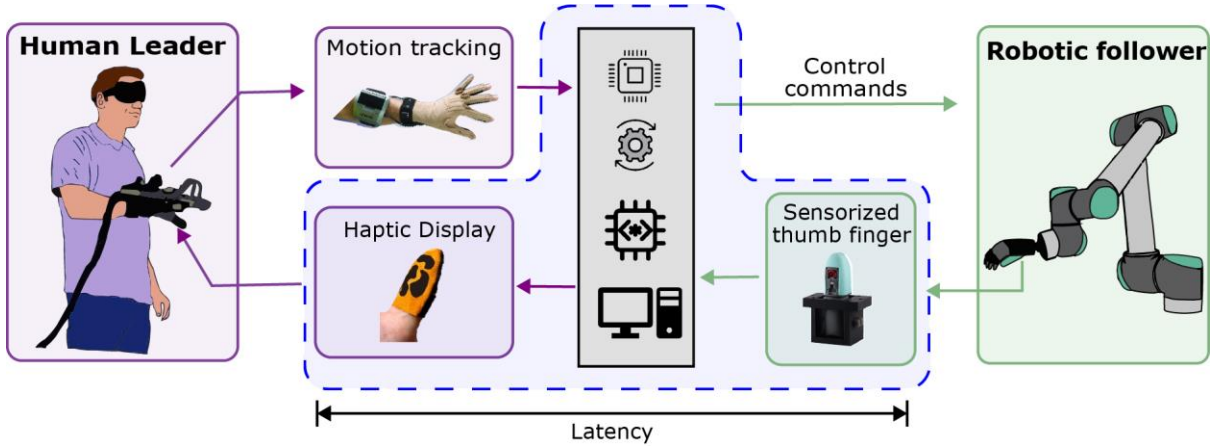 Human Leader
Motion tracking
Control
commands
Robotic follower
Haptic Display
Sensorized
thumb finger
Latency